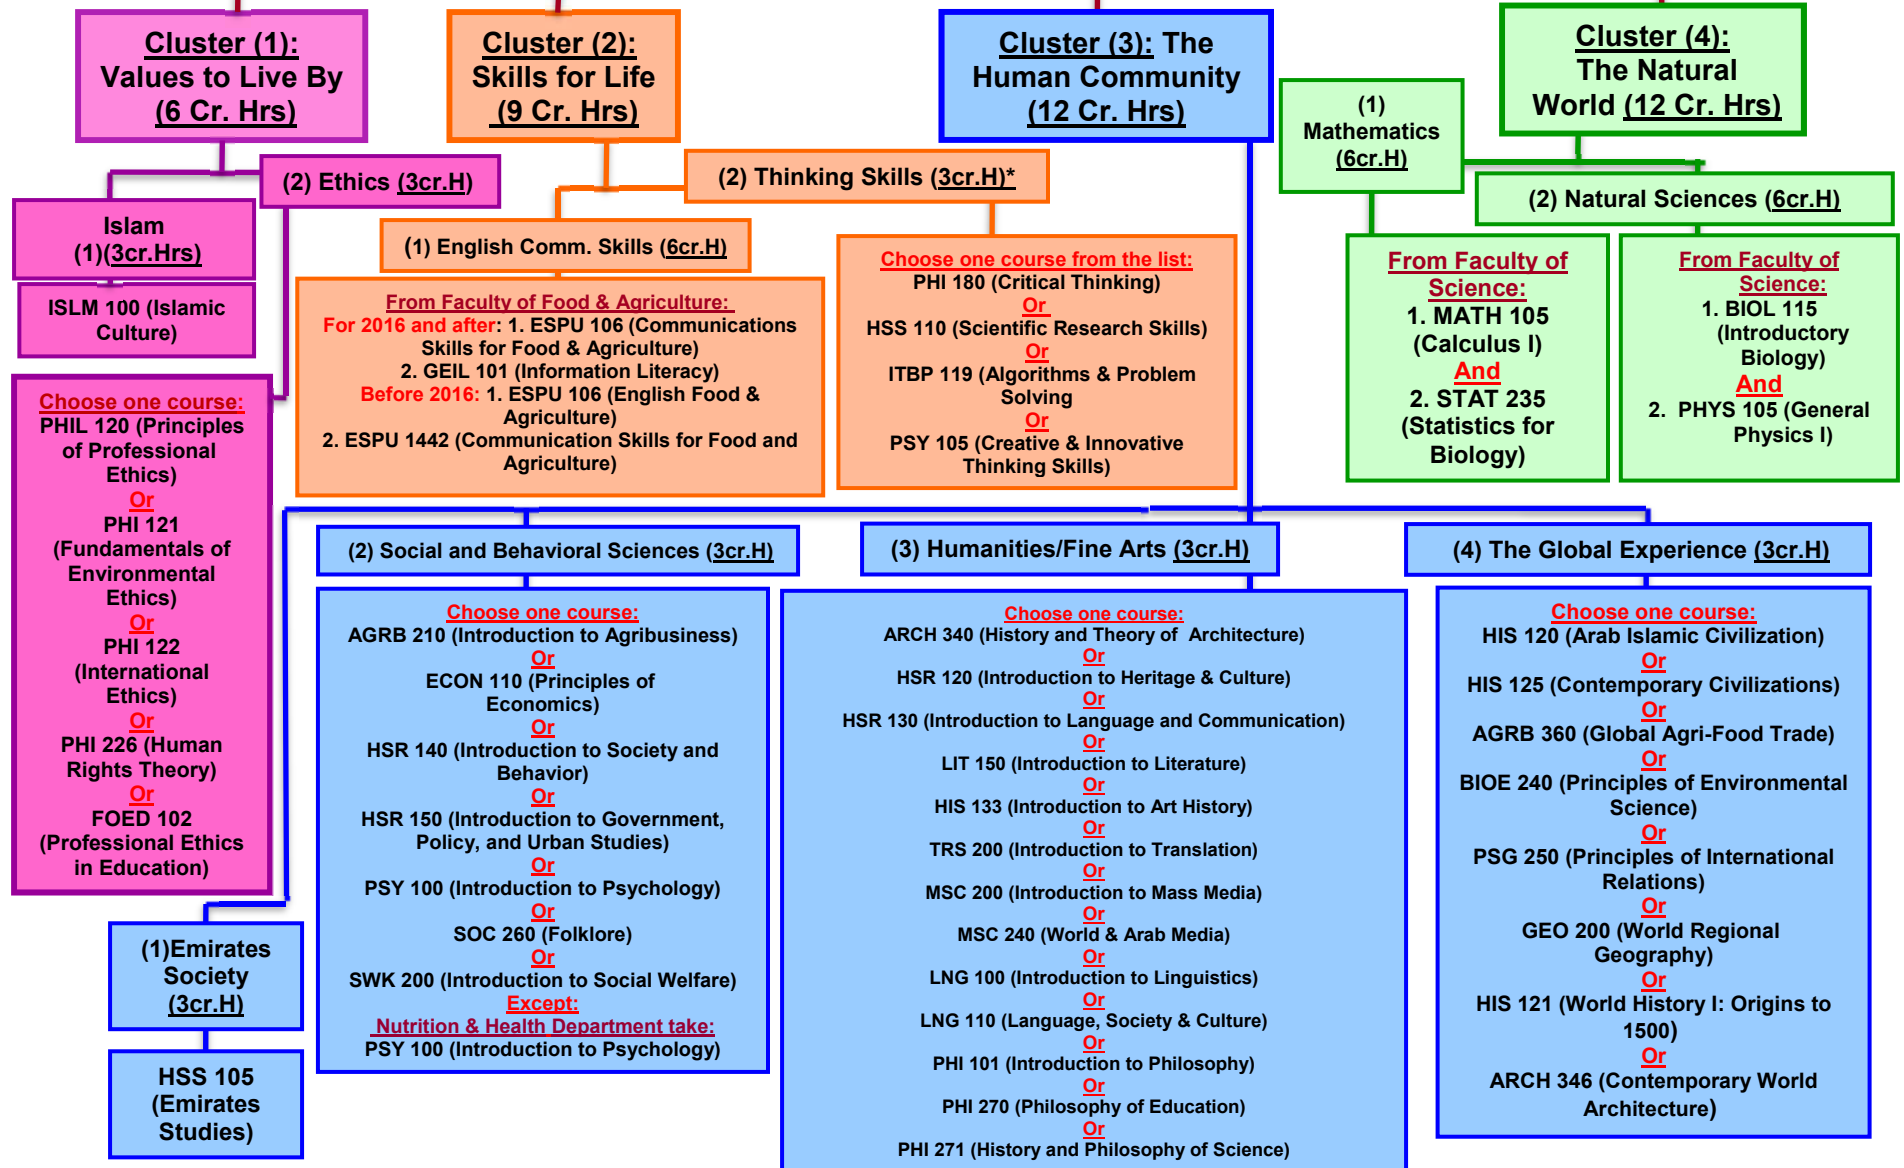 Cluster (1):
Values to Live By
(6 Cr. Hrs)
Cluster (2):
Skills for Life
(9 Cr. Hrs)
Cluster (3): The
Human Community
(12 Cr. Hrs)
Cluster (4):
The Natural
World (12 Cr. Hrs)
Islam
(1)(3cr.Hrs)
ISLM 100 (Islamic
Culture)
(2) Ethics (3cr.H)
Choose one course:
PHIL 120 (Principles
of Professional
Ethics)
Or
PHI 121
(Fundamentals of
Environmental
Ethics)
Or
PHI 122
(International
Ethics)
Or
PHI 226 (Human
Rights Theory)
Or
FOED 102
(Professional Ethics
in Education)
(1) English Comm. Skills (6cr.H)
From Faculty of Food & Agriculture:
For 2016 and after: 1. ESPU 106 (Communications
Skills for Food & Agriculture)
2. GEIL 101 (Information Literacy)
Before 2016: 1. ESPU 106 (English Food &
Agriculture)
2. ESPU 1442 (Communication Skills for Food and
Agriculture)
(2) Thinking Skills (3cr.H)*
Choose one course from the list:
PHI 180 (Critical Thinking)
Or
HSS 110 (Scientific Research Skills)
Or
ITBP 119 (Algorithms & Problem
Solving
Or
PSY 105 (Creative & Innovative
Thinking Skills)
(1)
Mathematics
(6cr.H)
From Faculty of
Science:
1. MATH 105
(Calculus I)
And
2. STAT 235
(Statistics for
Biology)
(2) Natural Sciences (6cr.H)
From Faculty of
Science:
1. BIOL 115
(Introductory
Biology)
And
2. PHYS 105 (General
Physics I)
(1)Emirates
Society
(3cr.H)
HSS 105
(Emirates
Studies)
(2) Social and Behavioral Sciences (3cr.H)
Choose one course:
AGRB 210 (Introduction to Agribusiness)
Or
ECON 110 (Principles of
Economics)
Or
HSR 140 (Introduction to Society and
Behavior)
Or
HSR 150 (Introduction to Government,
Policy, and Urban Studies)
Or
PSY 100 (Introduction to Psychology)
Or
SOC 260 (Folklore)
Or
SWK 200 (Introduction to Social Welfare)
Except:
Nutrition & Health Department take:
PSY 100 (Introduction to Psychology)
(3) Humanities/Fine Arts (3cr.H)
Choose one course:
ARCH 340 (History and Theory of Architecture)
Or
HSR 120 (Introduction to Heritage & Culture)
Or
HSR 130 (Introduction to Language and Communication)
Or
LIT 150 (Introduction to Literature)
Or
HIS 133 (Introduction to Art History)
Or
TRS 200 (Introduction to Translation)
Or
MSC 200 (Introduction to Mass Media)
Or
MSC 240 (World & Arab Media)
Or
LNG 100 (Introduction to Linguistics)
Or
LNG 110 (Language, Society & Culture)
Or
PHI 101 (Introduction to Philosophy)
Or
PHI 270 (Philosophy of Education)
Or
PHI 271 (History and Philosophy of Science)
(4) The Global Experience (3cr.H)
Choose one course:
HIS 120 (Arab Islamic Civilization)
Or
HIS 125 (Contemporary Civilizations)
Or
AGRB 360 (Global Agri-Food Trade)
Or
BIOE 240 (Principles of Environmental
Science)
Or
PSG 250 (Principles of International
Relations)
Or
GEO 200 (World Regional
Geography)
Or
HIS 121 (World History I: Origins to
1500)
Or
ARCH 346 (Contemporary World
Architecture)